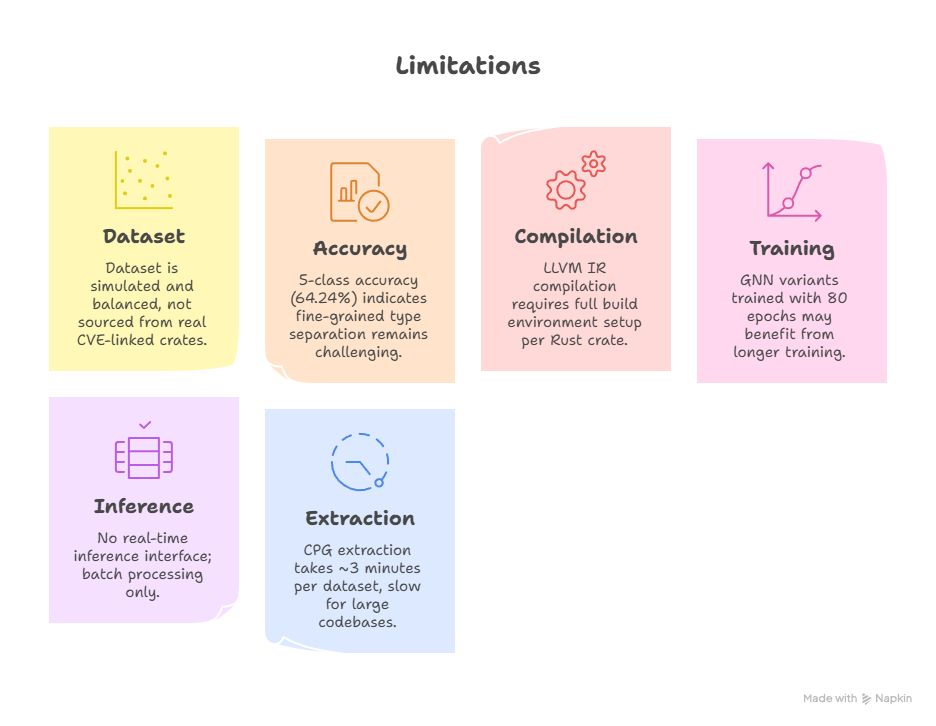 Limitations
Dataset
Dataset is
simulated and
balanced, not
sourced from real
CVE-linked crates.
Accuracy
5-class accuracy
(64.24%) indicates
fine-grained type
separation remains
challenging.
Compilation
LLVM IR
compilation
requires full build
environment setup
per Rust crate.
Training
GNN variants
trained with 80
epochs may
benefit from
longer training.
Inference
No real-time
inference interface;
batch processing
only.
Extraction
CPG extraction
takes ~3 minutes
per dataset, slow
for large
codebases.
Made with Napkin